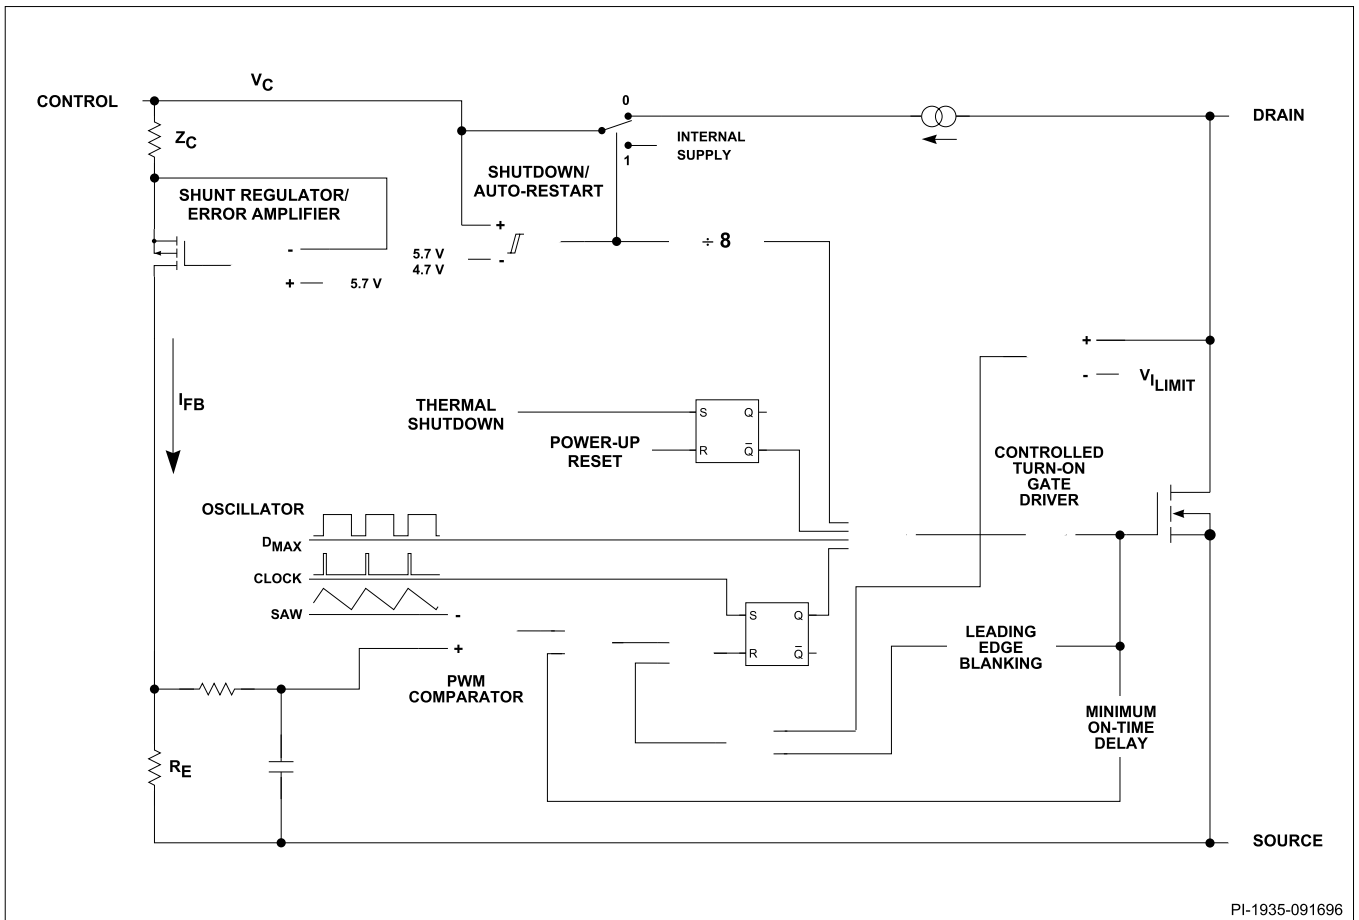 V_C
CONTROL
0
DRAIN
Z_C
INTERNAL
SUPPLY
1
SHUTDOWN/
AUTO-RESTART
SHUNT REGULATOR/
ERROR AMPLIFIER
+
-
÷ 8
5.7 V
4.7 V
-
+
5.7 V
+
-
V_I_LIMIT
I_FB
THERMAL
SHUTDOWN
S Q
POWER-UP
RESET
R Q̅
CONTROLLED
TURN-ON
GATE
DRIVER
OSCILLATOR
D_MAX
CLOCK
SAW
-
S Q
R Q̅
+
PWM
COMPARATOR
LEADING
EDGE
BLANKING
MINIMUM
ON-TIME
DELAY
R_E
SOURCE
PI-1935-091696